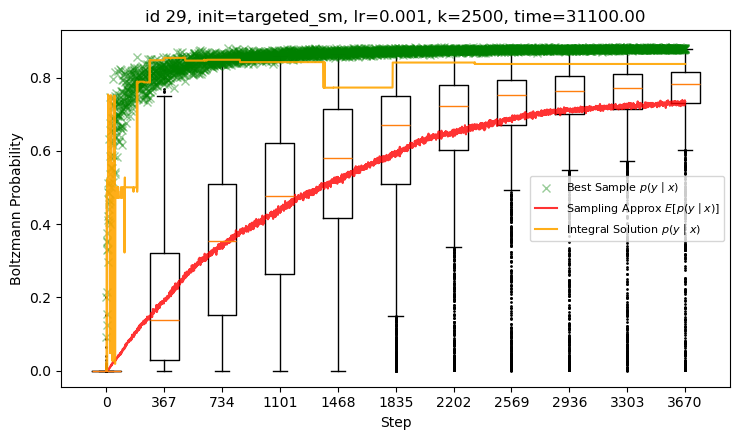 id 29, init=targeted_sm, lr=0.001, k=2500, time=31100.00
Boltzmann Probability
0.8
0.6
0.4
0.2
0.0
Best Sample p(y | x)
Sampling Approx E[p(y | x)]
Integral Solution p(y | x)
0 367 734 1101 1468 1835 2202 2569 2936 3303 3670
Step